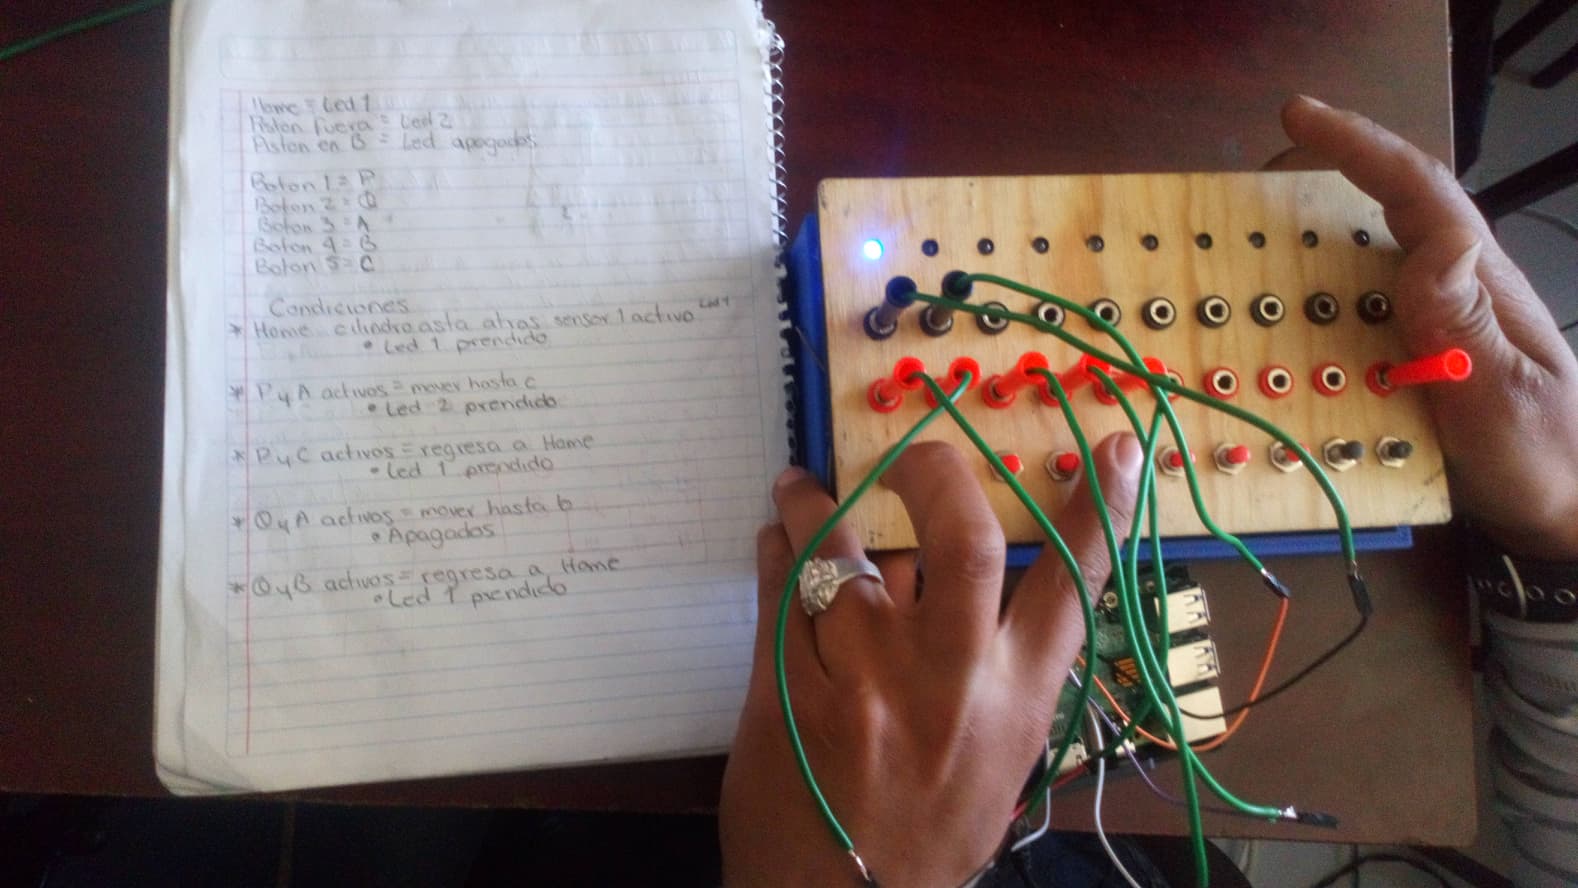 Home = Led 1
Piston fuera = Led 2
Piston en B = Led apagados
Boton 1 = P
Boton 2 = Q
Boton 3 = A
Boton 4 = B
Boton 5 = C
Condiciones
* Home cilindro asta atras sensor 1 activo Led 1
• Led 1 prendido
* P y A activos = mover hasta c
• Led 2 prendido
* P y C activos = regresa a Home
• Led 1 prendido
* Q y A activos = mover hasta b
• Apagados
* Q y B activos = regresa a Home
• Led 1 prendido